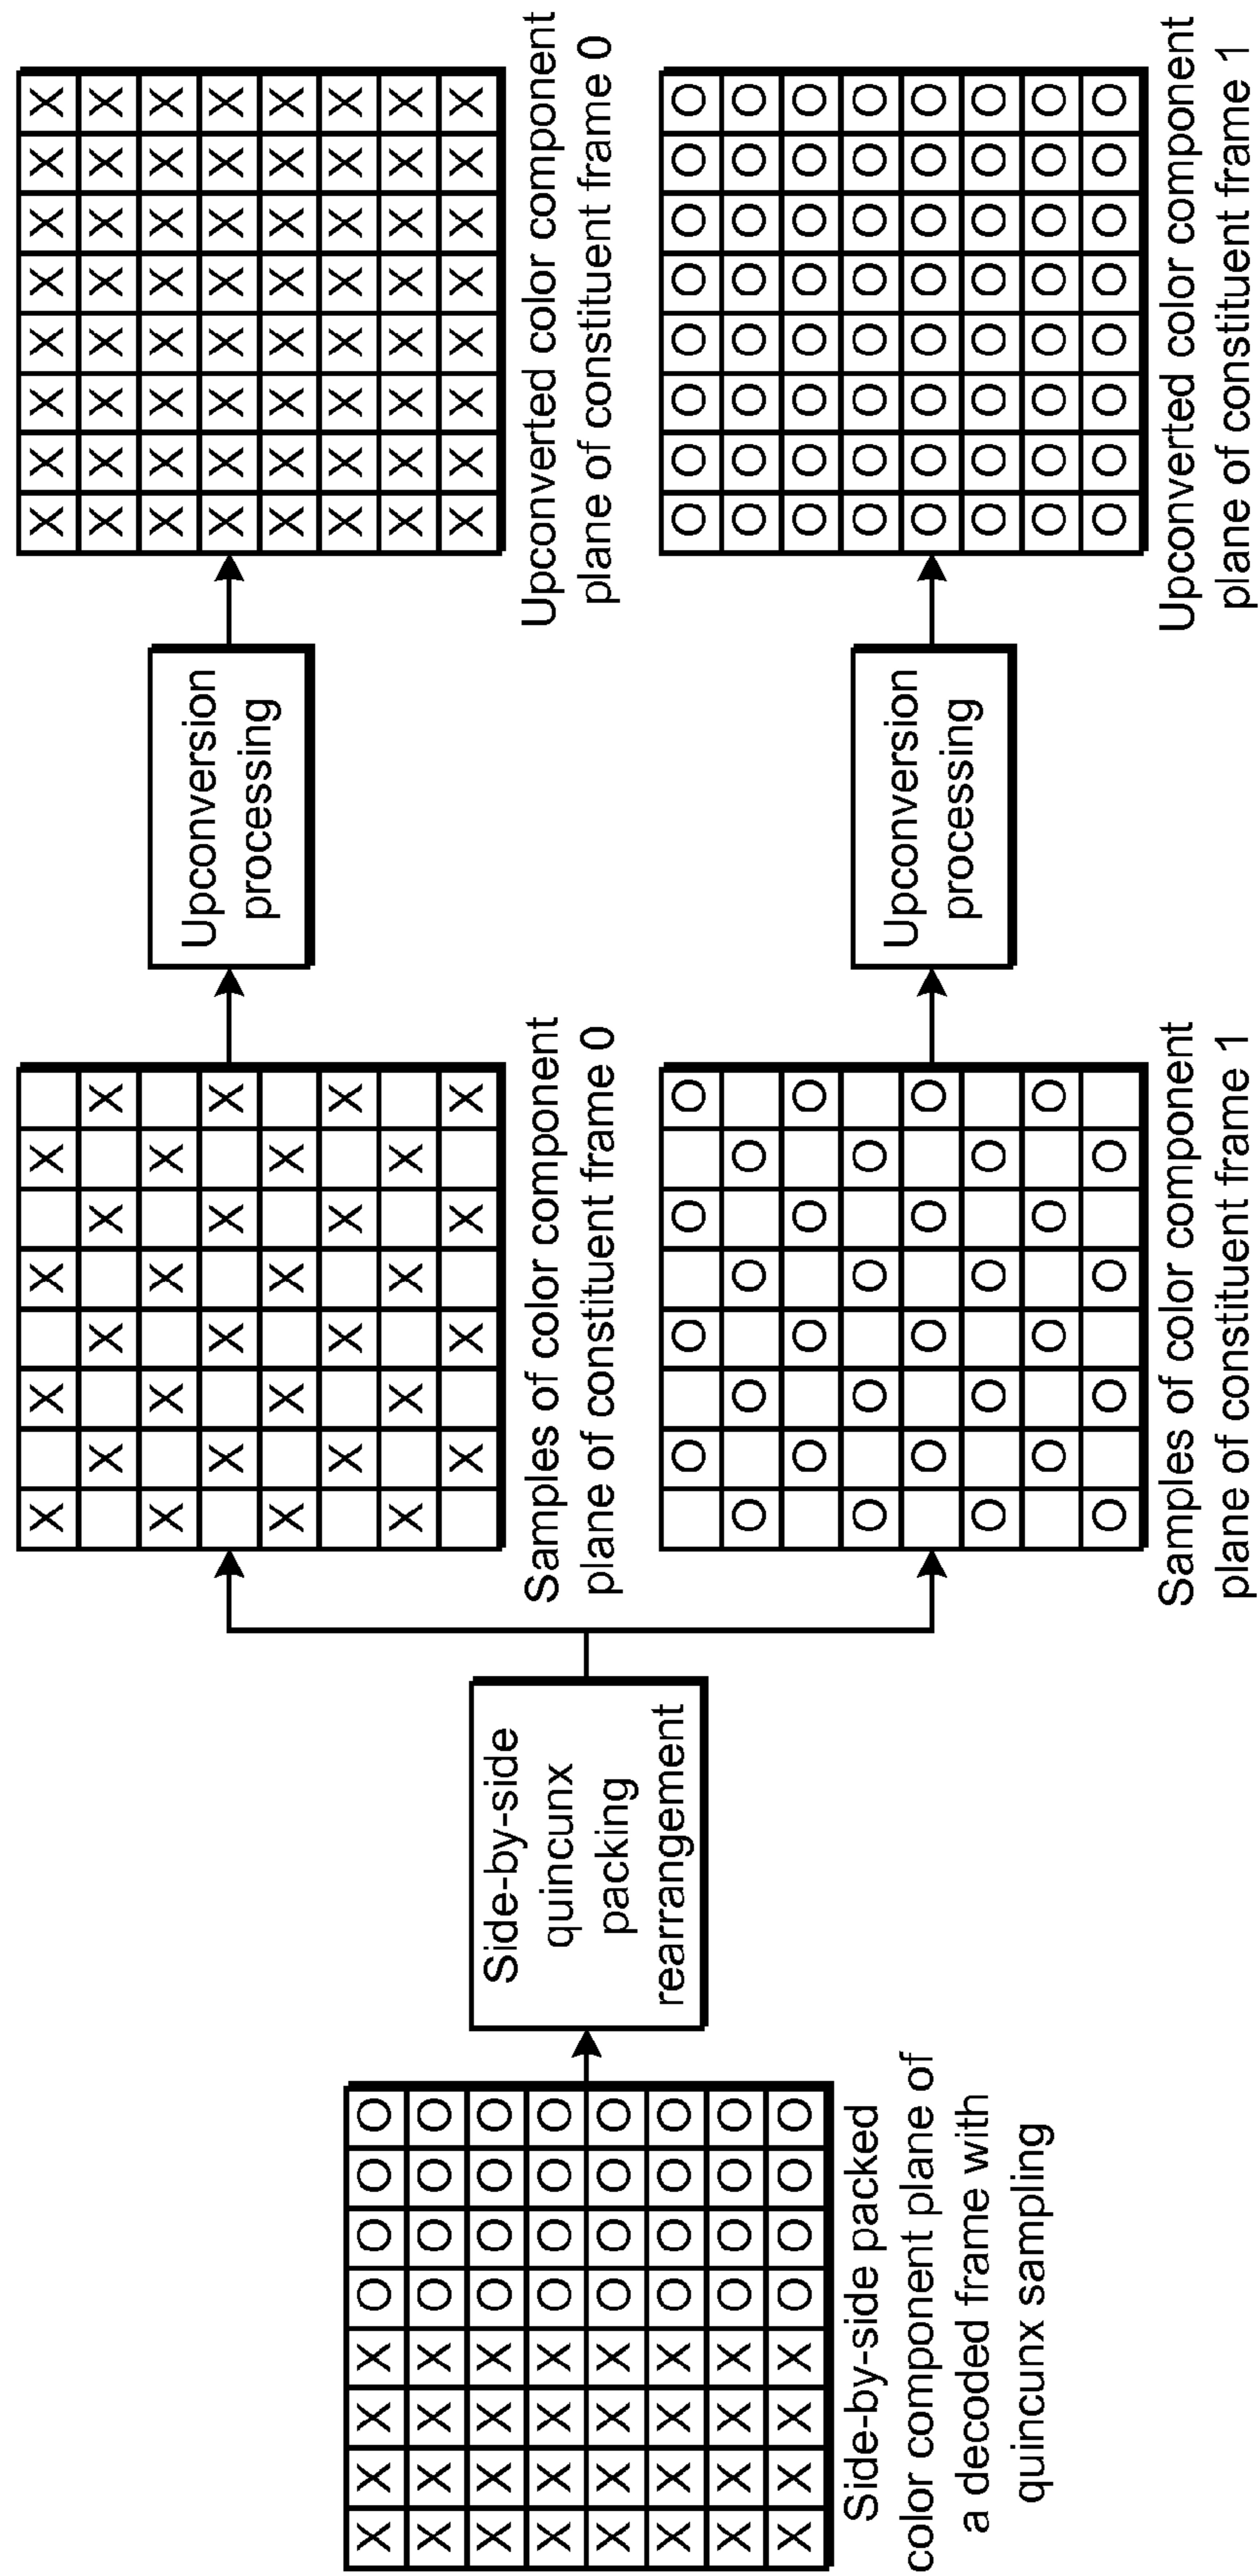 X X X X
X X X X
X X X X
X X X X
X X X X
X X X X
X X X X
X X X X
Samples of color component
plane of constituent frame 0
Upconversion
processing
X X X X X X X X
X X X X X X X X
X X X X X X X X
X X X X X X X X
X X X X X X X X
X X X X X X X X
X X X X X X X X
X X X X X X X X
Upconverted color component
plane of constituent frame 0
X X X X O O O O
X X X X O O O O
X X X X O O O O
X X X X O O O O
X X X X O O O O
X X X X O O O O
X X X X O O O O
X X X X O O O O
Side-by-side packed
color component plane of
a decoded frame with
quincunx sampling
Side-by-side
quincunx
packing
rearrangement
O O O O
O O O O
O O O O
O O O O
O O O O
O O O O
O O O O
O O O O
Samples of color component
plane of constituent frame 1
Upconversion
processing
O O O O O O O O
O O O O O O O O
O O O O O O O O
O O O O O O O O
O O O O O O O O
O O O O O O O O
O O O O O O O O
O O O O O O O O
Upconverted color component
plane of constituent frame 1